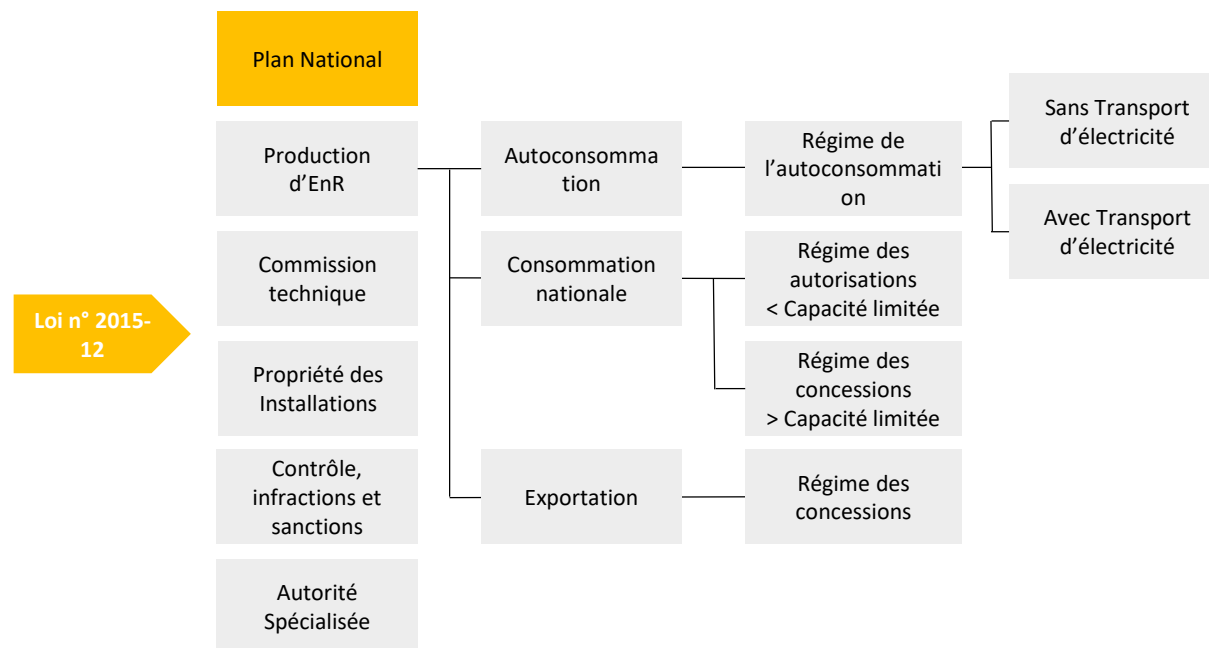 Plan National
Production
d’EnR
Commission
technique
Loi n° 2015-
12
Propriété des
Installations
Contrôle,
infractions et
sanctions
Autorité
Spécialisée
Autoconsomma
tion
Consommation
nationale
Exportation
Régime de
l’autoconsommati
on
Régime des
autorisations
< Capacité limitée
Régime des
concessions
> Capacité limitée
Régime des
concessions
Sans Transport
d’électricité
Avec Transport
d’électricité